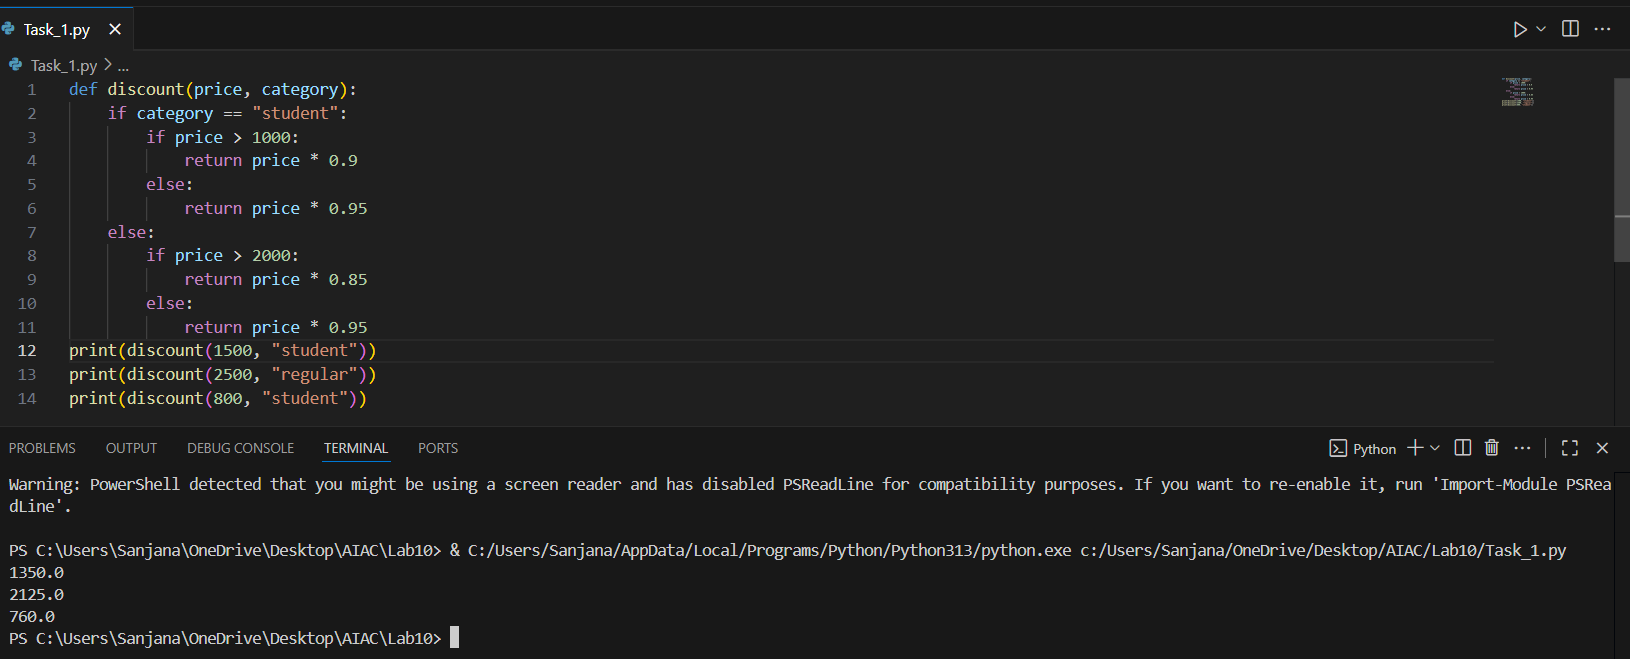 Task_1.py
Task_1.py > ...
1 def discount(price, category):
2     if category == "student":
3         if price > 1000:
4             return price * 0.9
5         else:
6             return price * 0.95
7     else:
8         if price > 2000:
9             return price * 0.85
10         else:
11             return price * 0.95
12 print(discount(1500, "student"))
13 print(discount(2500, "regular"))
14 print(discount(800, "student"))
PROBLEMS OUTPUT DEBUG CONSOLE TERMINAL PORTS Python
Warning: PowerShell detected that you might be using a screen reader and has disabled PSReadLine for compatibility purposes. If you want to re-enable it, run 'Import-Module PSRea
dLine'.
PS C:\Users\Sanjana\OneDrive\Desktop\AIAC\Lab10> & C:/Users/Sanjana/AppData/Local/Programs/Python/Python313/python.exe c:/Users/Sanjana/OneDrive/Desktop/AIAC/Lab10/Task_1.py
1350.0
2125.0
760.0
PS C:\Users\Sanjana\OneDrive\Desktop\AIAC\Lab10>